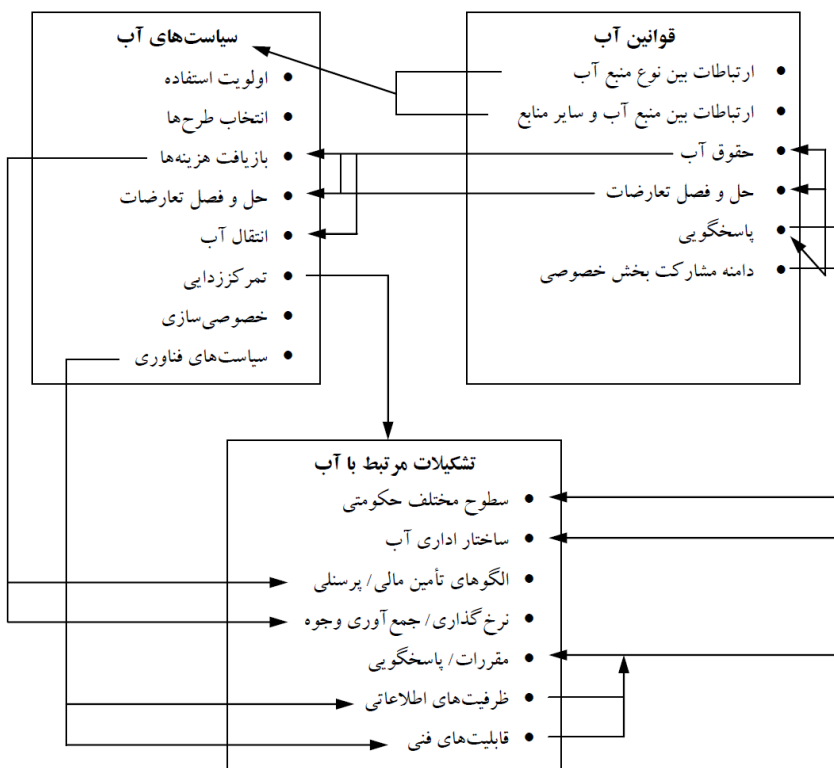 قوانین آب
• ارتباطات بین نوع منبع آب
• ارتباطات بین منبع آب و سایر منابع
• حقوق آب
• حل و فصل تعارضات
• پاسخگویی
• دامنه مشارکت بخش خصوصی
سیاست‌های آب
• اولویت استفاده
• انتخاب طرح‌ها
• بازیافت هزینه‌ها
• حل و فصل تعارضات
• انتقال آب
• تمرکززدایی
• خصوصی‌سازی
• سیاست‌های فناوری
تشکیلات مرتبط با آب
• سطوح مختلف حکومتی
• ساختار اداری آب
• الگوهای تأمین مالی/ پرسنلی
• نرخ‌گذاری/ جمع‌آوری وجوه
• مقررات/ پاسخگویی
• ظرفیت‌های اطلاعاتی
• قابلیت‌های فنی